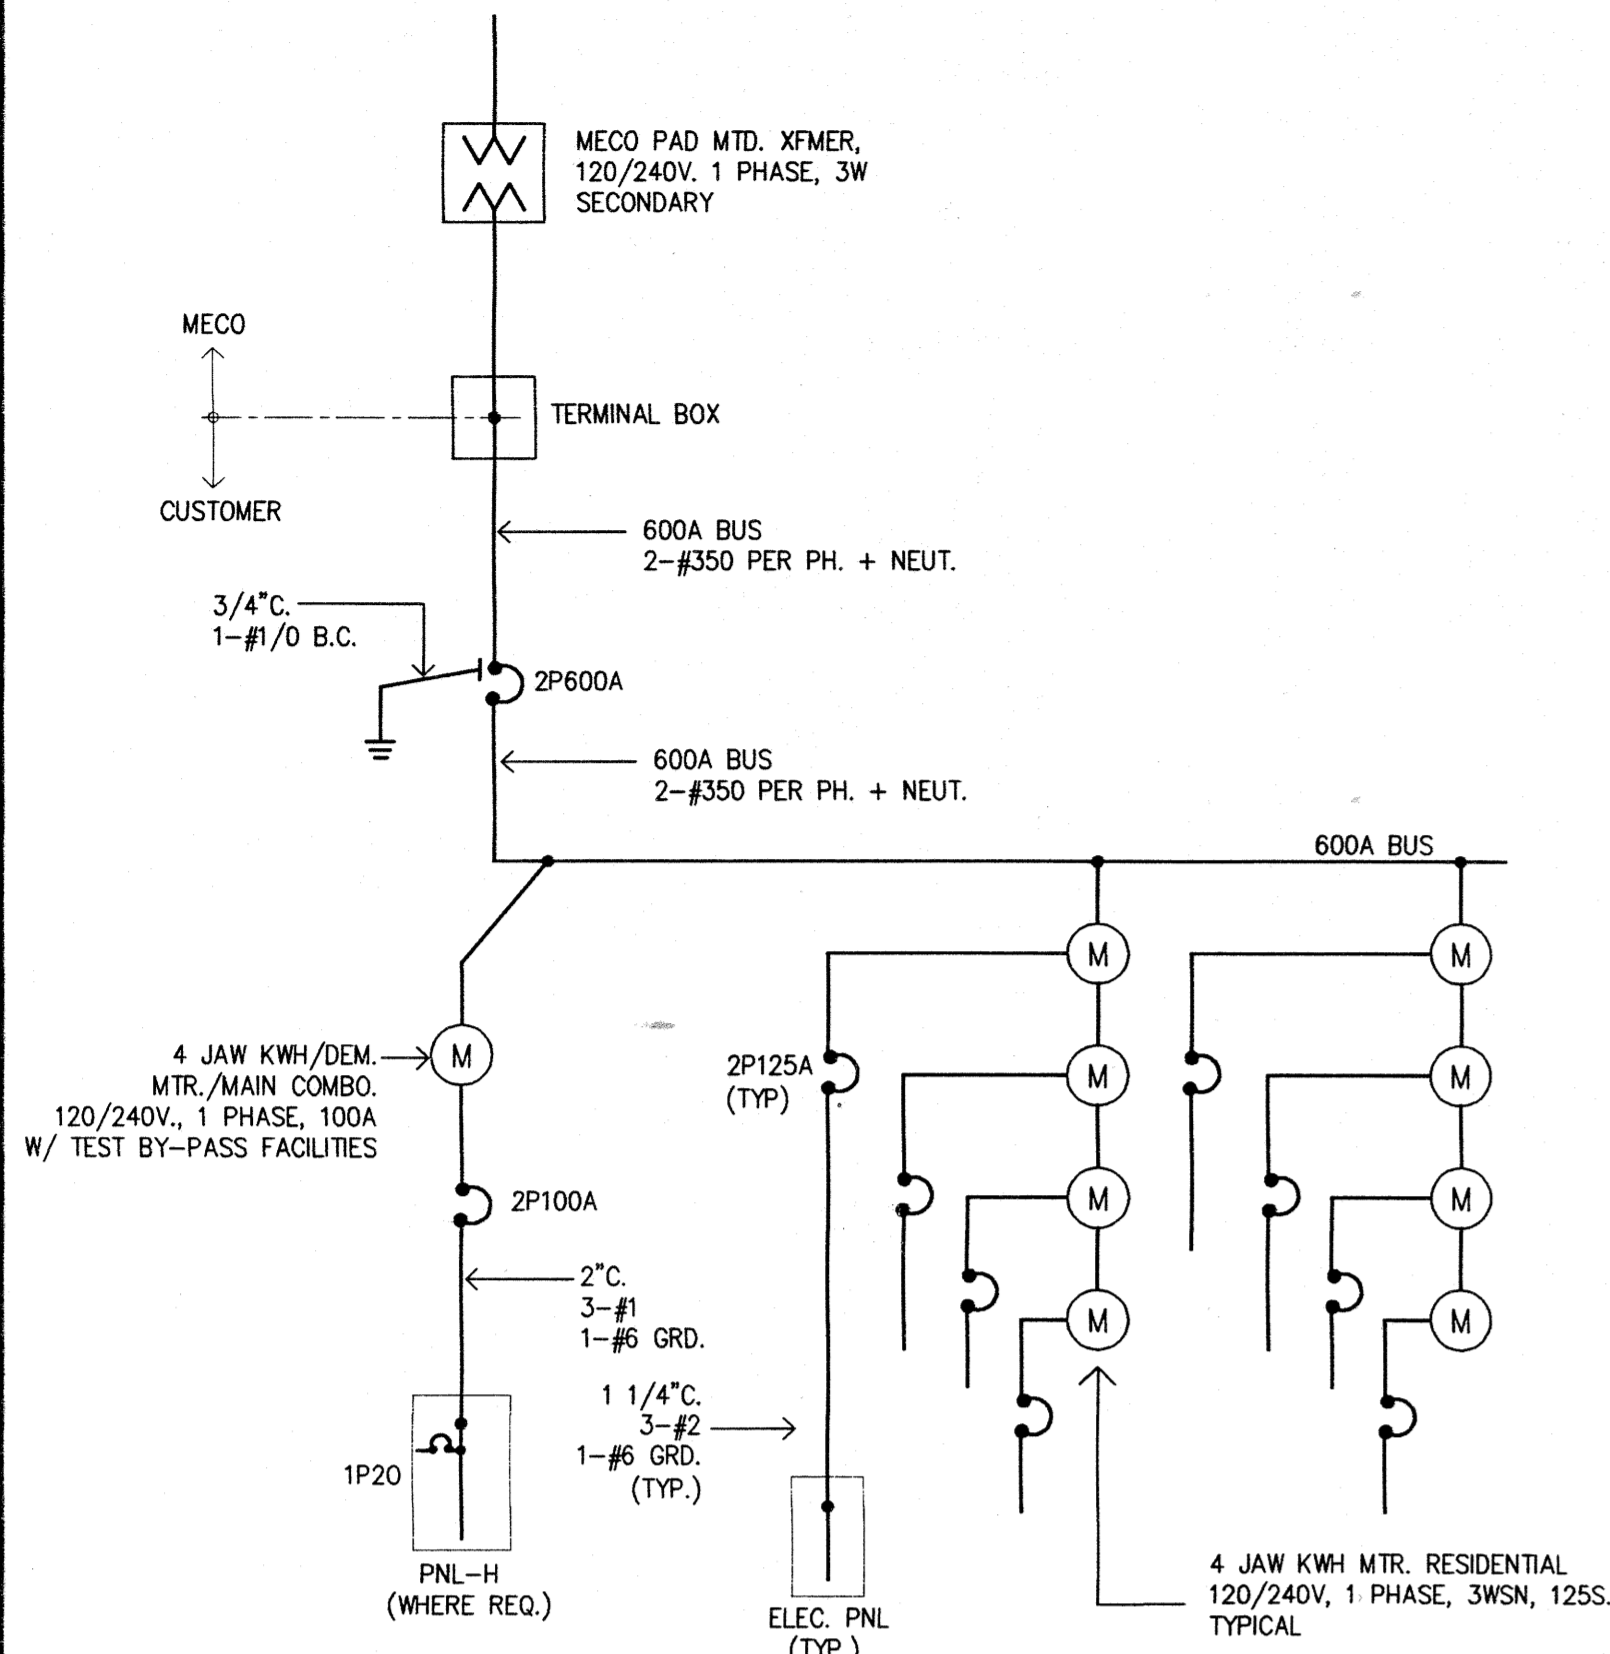 MECO PAD MTD. XFMER,
120/240V. 1 PHASE, 3W
SECONDARY
MECO
TERMINAL BOX
CUSTOMER
600A BUS
2-#350 PER PH. + NEUT.
3/4"C.
1-#1/0 B.C.
2P600A
600A BUS
2-#350 PER PH. + NEUT.
600A BUS
M
M
4 JAW KWH/DEM.
MTR./MAIN COMBO.
120/240V., 1 PHASE, 100A
W/ TEST BY-PASS FACILITIES
M
2P125A
(TYP)
M
M
2P100A
M
M
2"C.
3-#1
1-#6 GRD.
M
M
1 1/4"C.
3-#2
1-#6 GRD.
(TYP.)
1P20
PNL-H
(WHERE REQ.)
ELEC. PNL
(TYP.)
4 JAW KWH MTR. RESIDENTIAL
120/240V, 1 PHASE, 3WSN, 125S.
TYPICAL